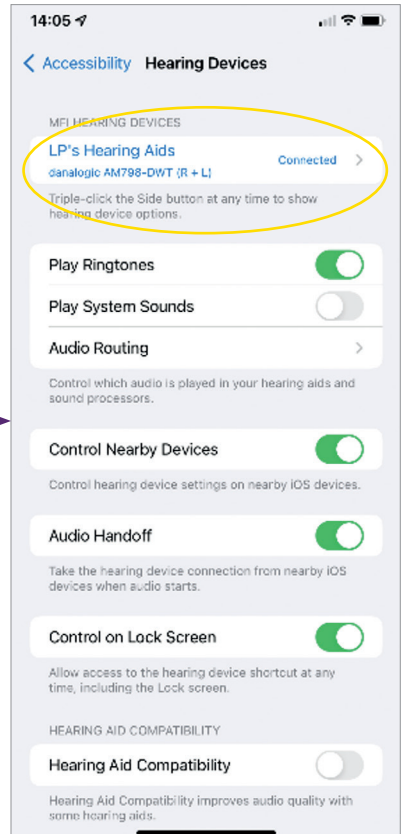 14:05
Accessibility Hearing Devices
MFI HEARING DEVICES
LP's Hearing Aids
Connected
danalogic AM798-DWT (R + L)
Triple-click the Side button at any time to show
hearing device options.
Play Ringtones
Play System Sounds
Audio Routing
Control which audio is played in your hearing aids and
sound processors.
Control Nearby Devices
Control hearing device settings on nearby iOS devices.
Audio Handoff
Take the hearing device connection from nearby iOS
devices when audio starts.
Control on Lock Screen
Allow access to the hearing device shortcut at any
time, including the Lock screen.
HEARING AID COMPATIBILITY
Hearing Aid Compatibility
Hearing Aid Compatibility improves audio quality with
some hearing aids.